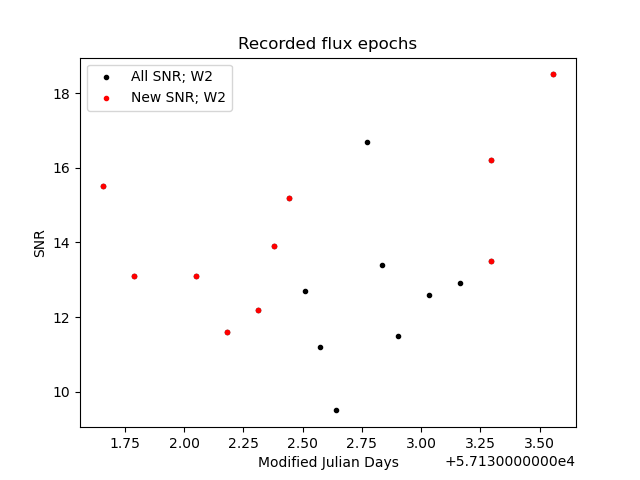 Recorded flux epochs
All SNR; W2
New SNR; W2
18
16
14
12
10
SNR
1.75 2.00 2.25 2.50 2.75 3.00 3.25 3.50
Modified Julian Days
+5.7130000000e4